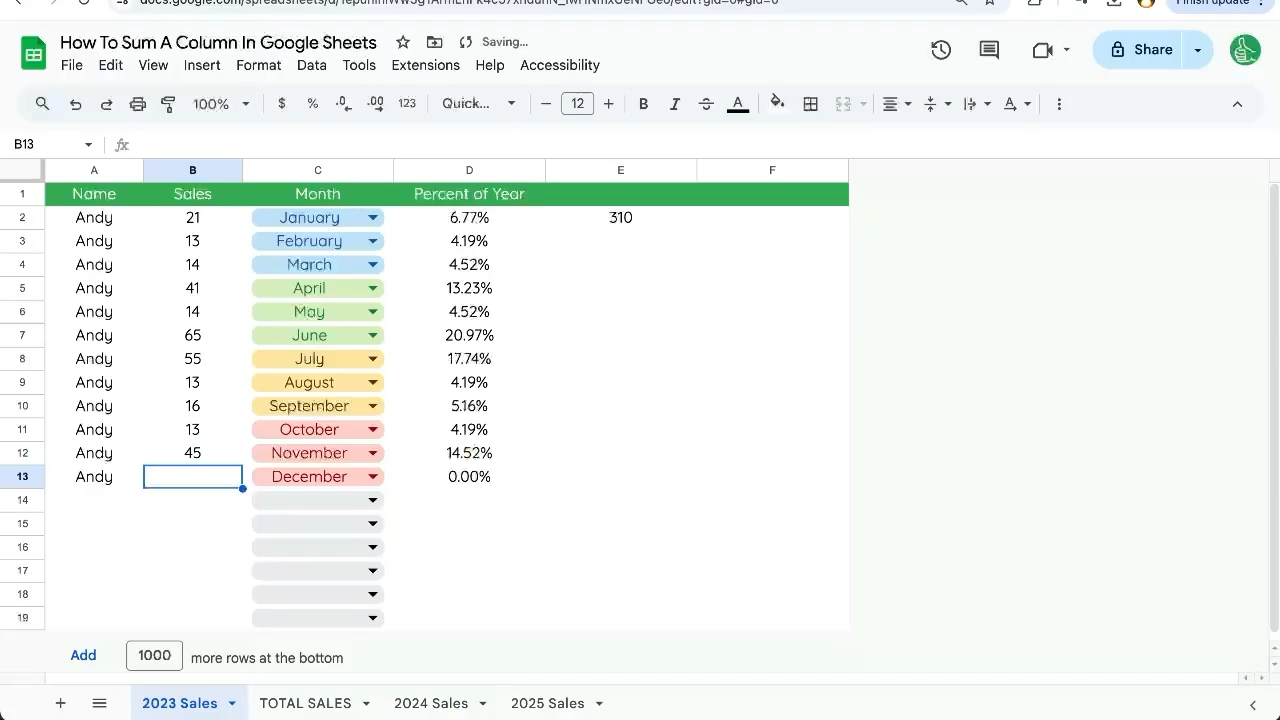 How To Sum A Column In Google Sheets Saving...
File Edit View Insert Format Data Tools Extensions Help Accessibility
Share
100% $ % .0 .00 123 Quick... − 12 + B I A
B13 fx
A B C D E F
1 Name Sales Month Percent of Year
2 Andy 21 January 6.77% 310
3 Andy 13 February 4.19%
4 Andy 14 March 4.52%
5 Andy 41 April 13.23%
6 Andy 14 May 4.52%
7 Andy 65 June 20.97%
8 Andy 55 July 17.74%
9 Andy 13 August 4.19%
10 Andy 16 September 5.16%
11 Andy 13 October 4.19%
12 Andy 45 November 14.52%
13 Andy December 0.00%
14
15
16
17
18
19
Add 1000 more rows at the bottom
2023 Sales TOTAL SALES 2024 Sales 2025 Sales